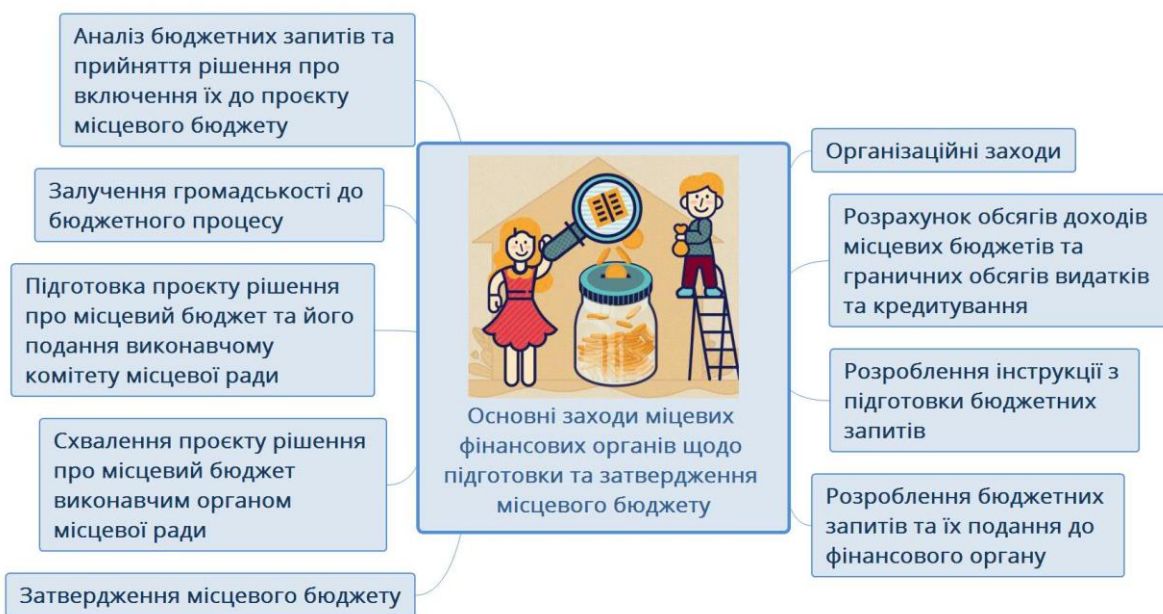 Аналіз бюджетних запитів та
прийняття рішення про
включення їх до проєкту
місцевого бюджету
Залучення громадськості до
бюджетного процесу
Підготовка проєкту рішення
про місцевий бюджет та його
подання виконавчому
комітету місцевої ради
Схвалення проєкту рішення
про місцевий бюджет
виконавчим органом
місцевої ради
Затвердження місцевого бюджету
Основні заходи міцевих
фінансових органів щодо
підготовки та затвердження
місцевого бюджету
Організаційні заходи
Розрахунок обсягів доходів
місцевих бюджетів та
граничних обсягів видатків
та кредитування
Розроблення інструкції з
підготовки бюджетних
запитів
Розроблення бюджетних
запитів та їх подання до
фінансового органу